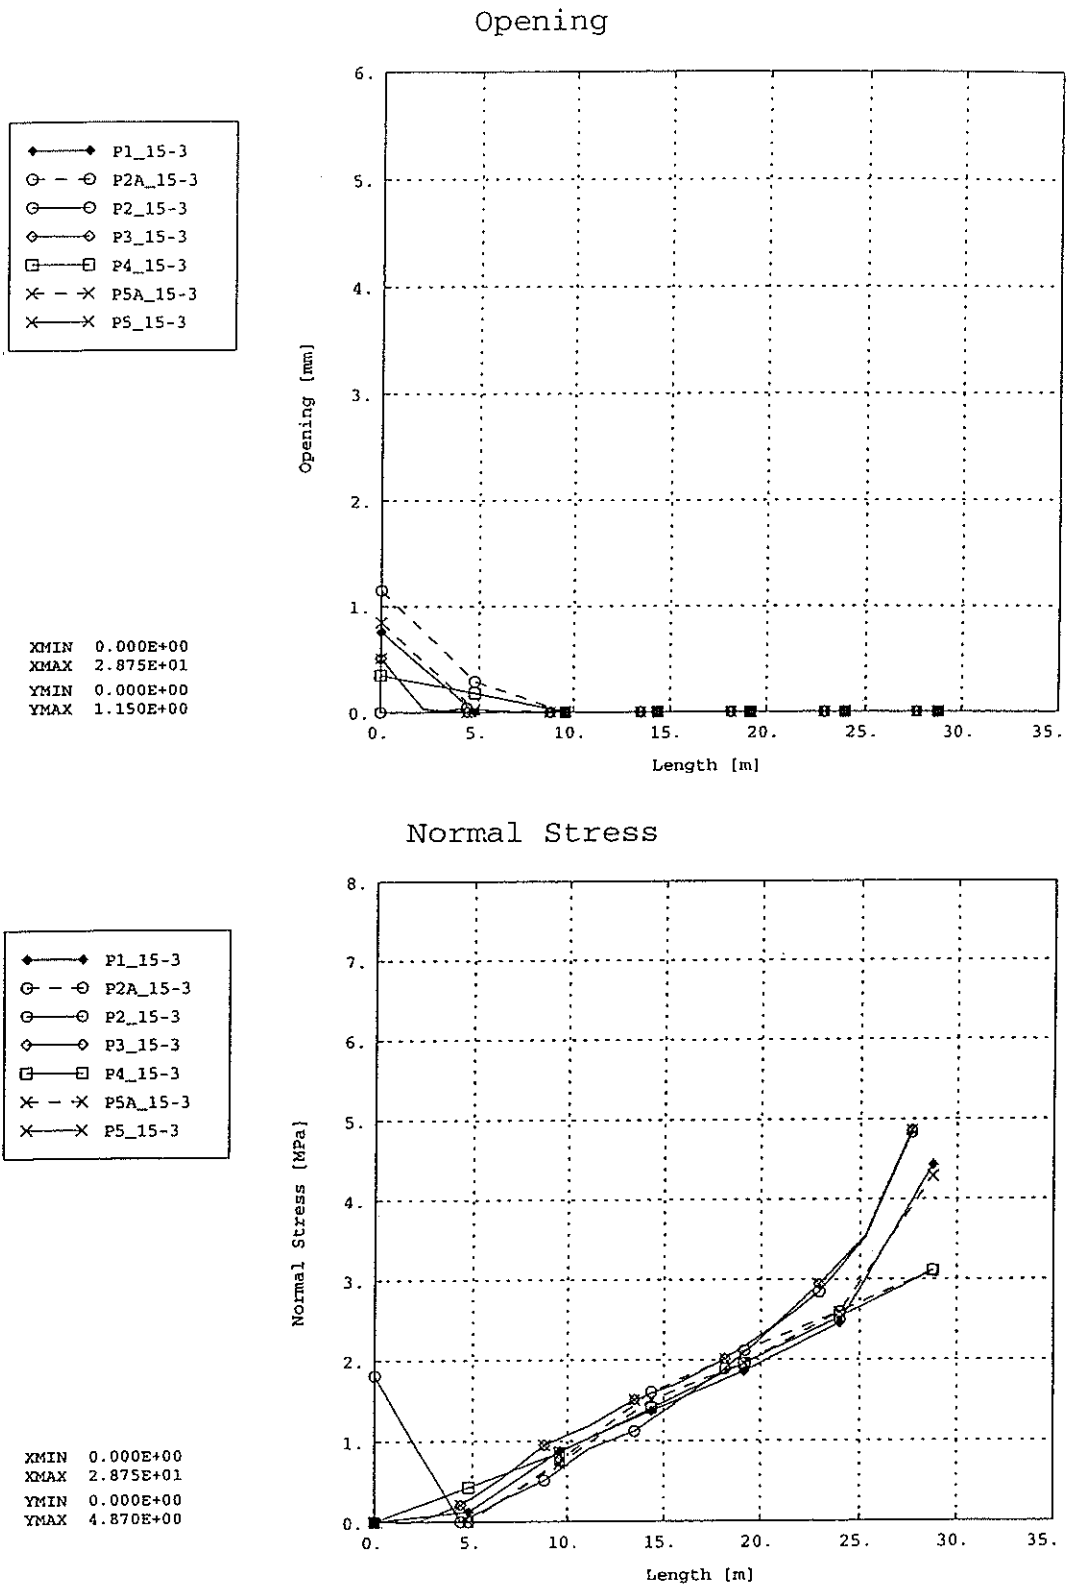 Opening
P1_15-3
P2A_15-3
P2_15-3
P3_15-3
P4_15-3
P5A_15-3
P5_15-3
6.
5.
4.
3.
2.
1.
0.
Opening [mm]
XMIN 0.000E+00
XMAX 2.875E+01
YMIN 0.000E+00
YMAX 1.150E+00
0. 5. 10. 15. 20. 25. 30. 35.
Length [m]
Normal Stress
P1_15-3
P2A_15-3
P2_15-3
P3_15-3
P4_15-3
P5A_15-3
P5_15-3
8.
7.
6.
5.
4.
3.
2.
1.
0.
Normal Stress [MPa]
XMIN 0.000E+00
XMAX 2.875E+01
YMIN 0.000E+00
YMAX 4.870E+00
0. 5. 10. 15. 20. 25. 30. 35.
Length [m]